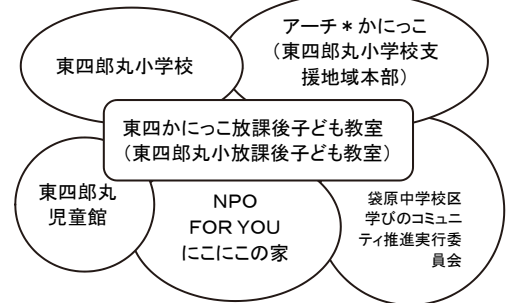 東四郎丸小学校
アーチ＊かにっこ
（東四郎丸小学校支
援地域本部）
東四かにっこ放課後子ども教室
（東四郎丸小放課後子ども教室）
東四郎丸
児童館
NPO
FOR YOU
にこにこの家
袋原中学校区
学びのコミュニ
ティ推進実行委
員会